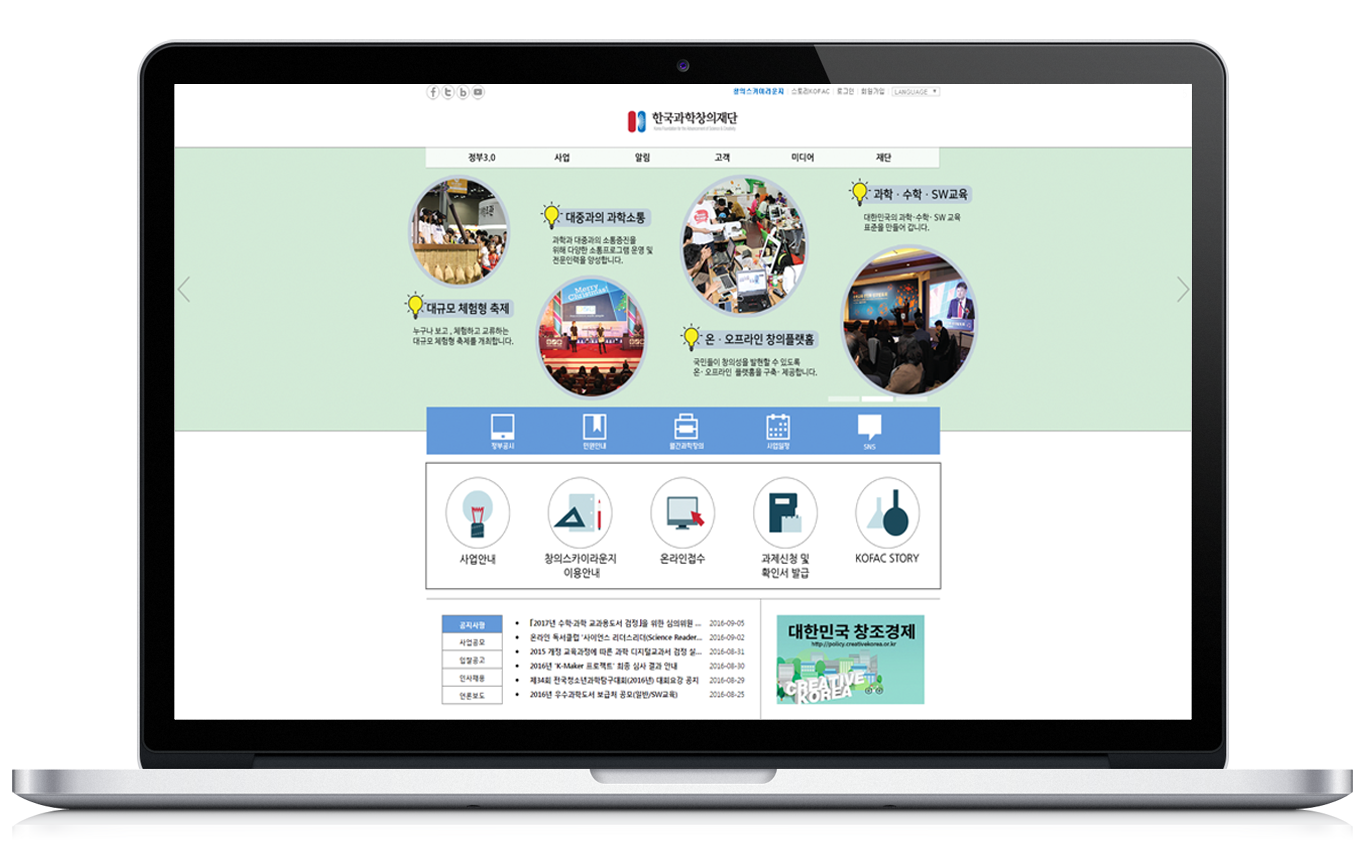 창의스카이라운지 | 스토리KOFAC | 로그인 | 회원가입 | LANGUAGE
한국과학창의재단
Korea Foundation for the Advancement of Science & Creativity
정부3.0 사업 알림 고객 미디어 재단
대규모 체험형 축제
누구나 보고, 체험하고 교류하는
대규모 체험형 축제를 개최합니다.
대중과의 과학소통
과학과 대중과의 소통증진을
위해 다양한 소통프로그램 운영 및
전문인력을 양성합니다.
Merry
Christmas!
온 · 오프라인 창의플랫홈
국민들이 창의성을 발현할 수 있도록
온· 오프라인 플랫홈을 구축· 제공합니다.
과학 · 수학 · SW교육
대한민국의 과학·수학· SW 교육
표준을 만들어 갑니다.
정부공시 민원안내 월간과학창의 사업일정 SNS
사업안내
창의스카이라운지
이용안내
온라인접수
과제신청 및
확인서 발급
KOFAC STORY
공지사항
사업공모
입찰공고
인사채용
언론보도
• 「2017년 수학·과학 교과용도서 검정」을 위한 심의위원 ... 2016-09-05
• 온라인 독서클럽 '사이언스 리더스리더(Science Reader... 2016-09-02
• 2015 개정 교육과정에 따른 과학 디지털교과서 검정 실... 2016-08-31
• 2016년 'K-Maker 프로젝트' 최종 심사 결과 안내 2016-08-30
• 제34회 전국청소년과학탐구대회(2016년) 대회요강 공지 2016-08-29
• 2016년 우수과학도서 보급처 공모(일반/SW교육) 2016-08-25
대한민국 창조경제
http://policy.creativekorea.or.kr
CREATIVE
KOREA